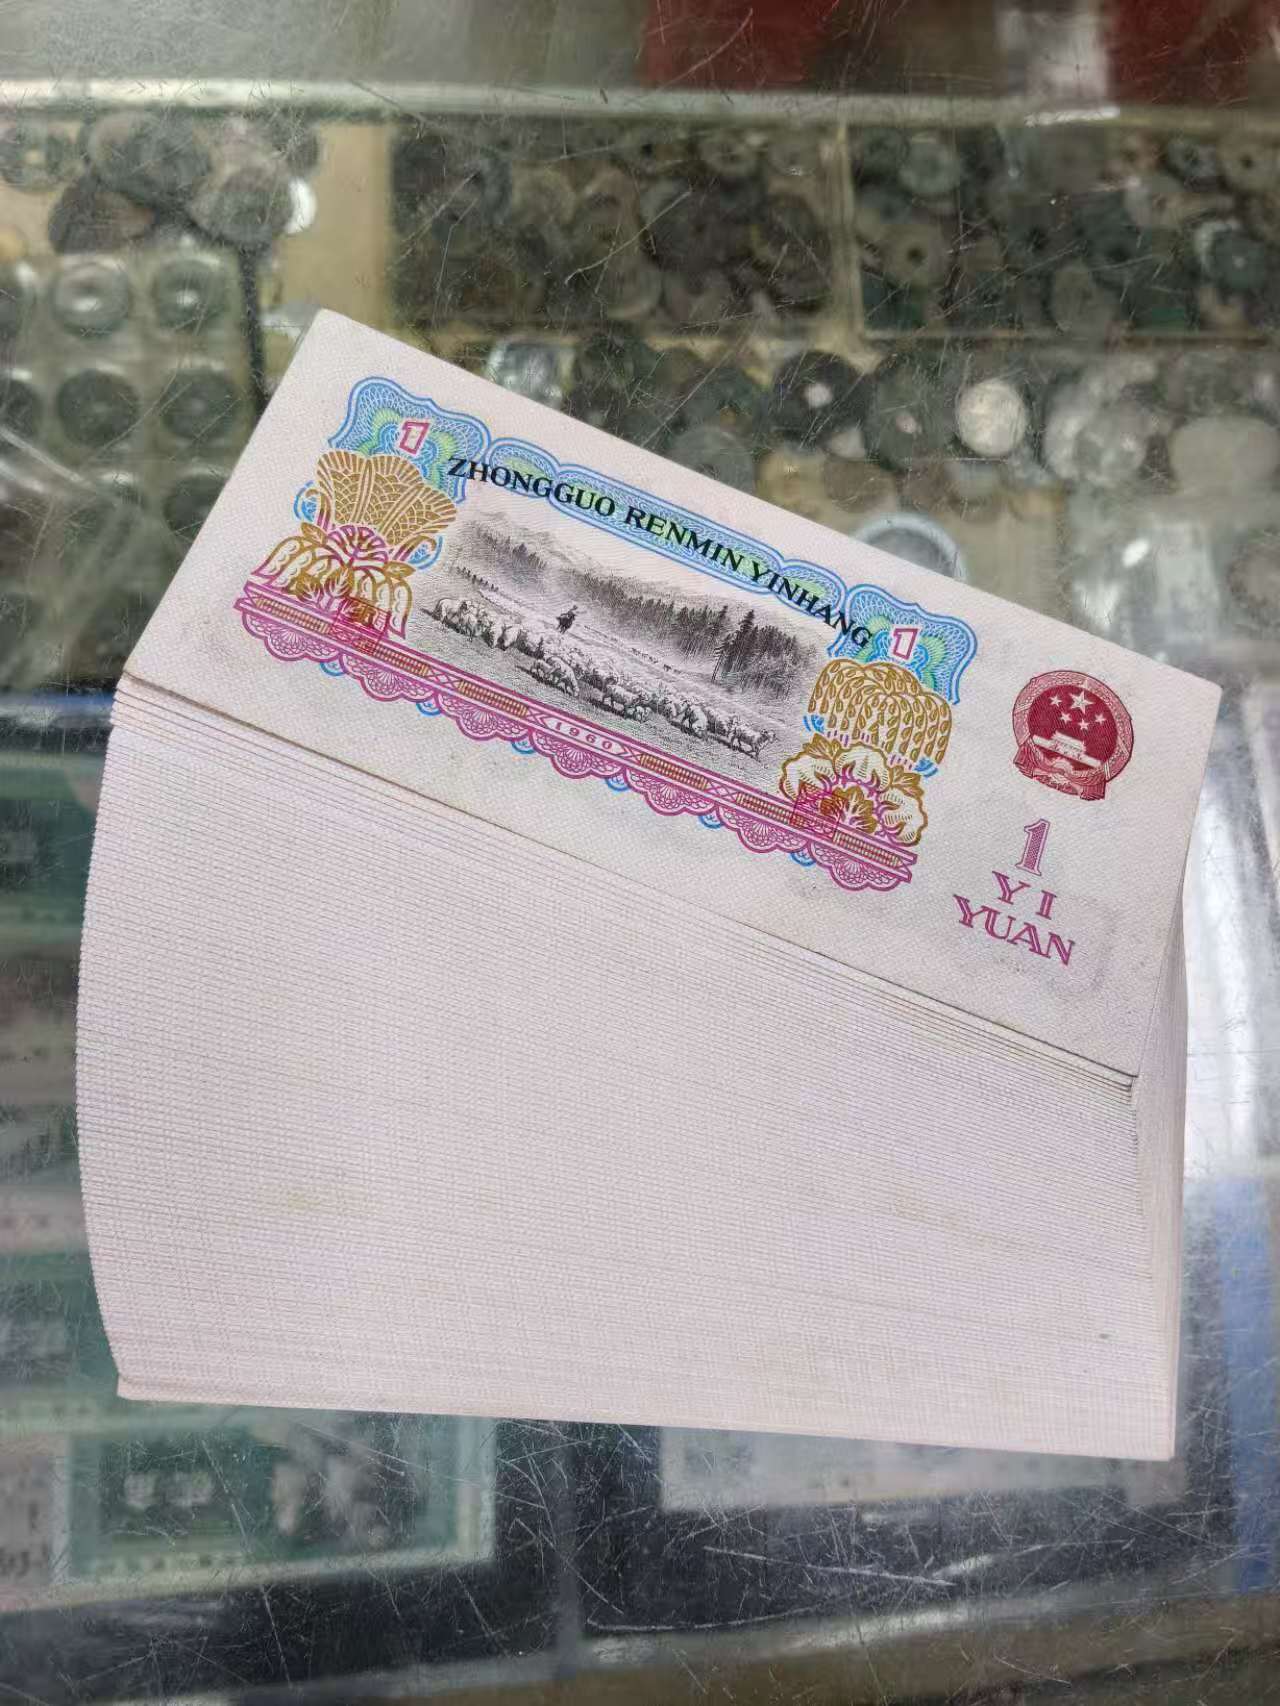 1
ZHONGGUO RENMIN YINHANG
1
1960
1
YI
YUAN